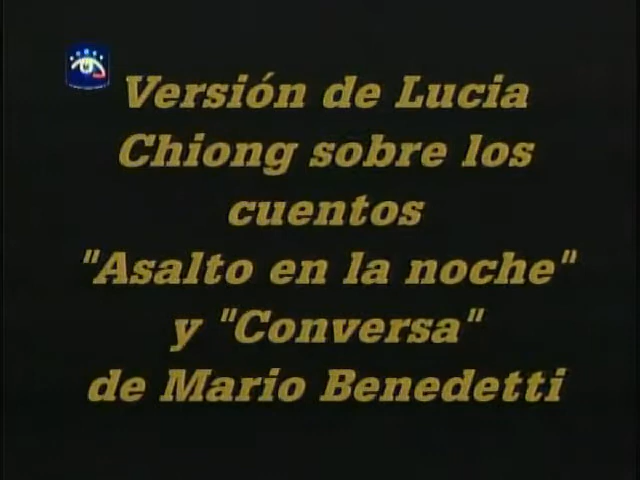 Versión de Lucia
Chiong sobre los
cuentos
"Asalto en la noche"
y "Conversa"
de Mario Benedetti